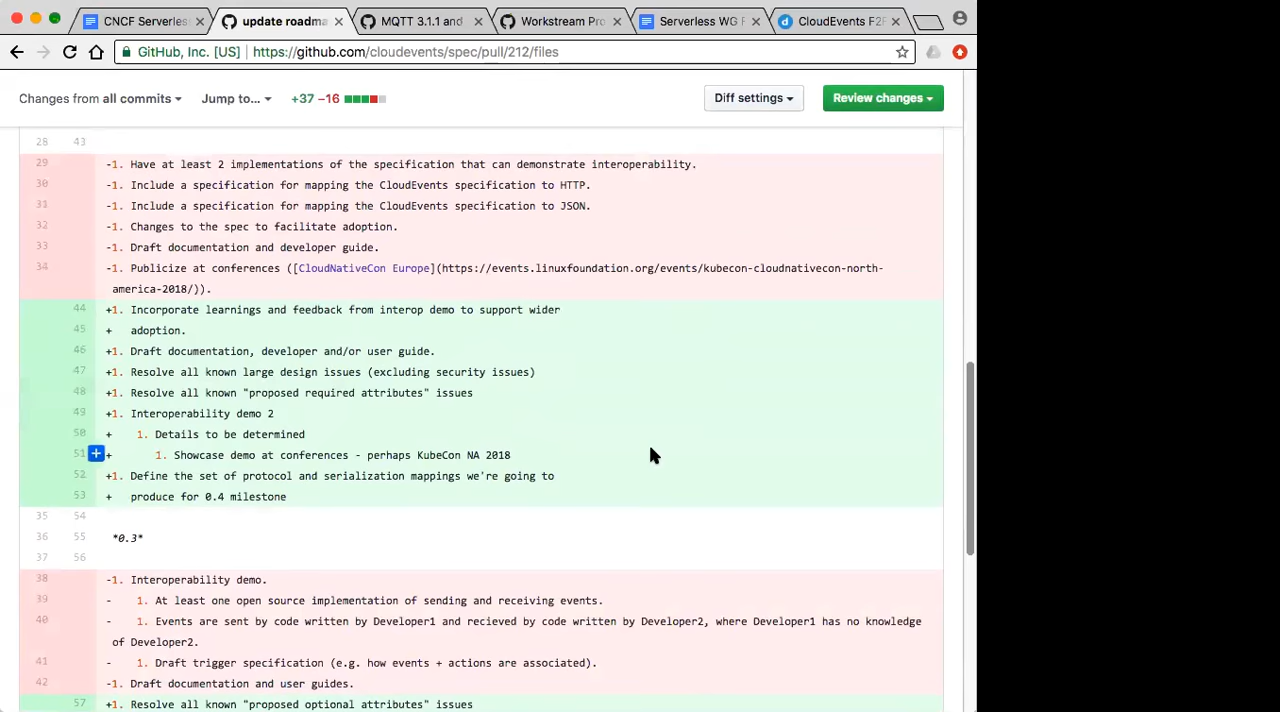 CNCF Serverles
update roadma
MQTT 3.1.1 and
Workstream Pro
Serverless WG F
CloudEvents F2F
GitHub, Inc. [US]
https://github.com/cloudevents/spec/pull/212/files
Changes from all commits
Jump to...
+37 −16
Diff settings
Review changes
28 43
29 -1. Have at least 2 implementations of the specification that can demonstrate interoperability.
30 -1. Include a specification for mapping the CloudEvents specification to HTTP.
31 -1. Include a specification for mapping the CloudEvents specification to JSON.
32 -1. Changes to the spec to facilitate adoption.
33 -1. Draft documentation and developer guide.
34 -1. Publicize at conferences ([CloudNativeCon Europe](https://events.linuxfoundation.org/events/kubecon-cloudnativecon-north-
america-2018/)).
44 +1. Incorporate learnings and feedback from interop demo to support wider
45 + adoption.
46 +1. Draft documentation, developer and/or user guide.
47 +1. Resolve all known large design issues (excluding security issues)
48 +1. Resolve all known "proposed required attributes" issues
49 +1. Interoperability demo 2
50 + 1. Details to be determined
51 + 1. Showcase demo at conferences - perhaps KubeCon NA 2018
52 +1. Define the set of protocol and serialization mappings we're going to
53 + produce for 0.4 milestone
35 54
36 55 *0.3*
37 56
38 -1. Interoperability demo.
39 - 1. At least one open source implementation of sending and receiving events.
40 - 1. Events are sent by code written by Developer1 and recieved by code written by Developer2, where Developer1 has no knowledge
of Developer2.
41 - 1. Draft trigger specification (e.g. how events + actions are associated).
42 -1. Draft documentation and user guides.
57 +1. Resolve all known "proposed optional attributes" issues